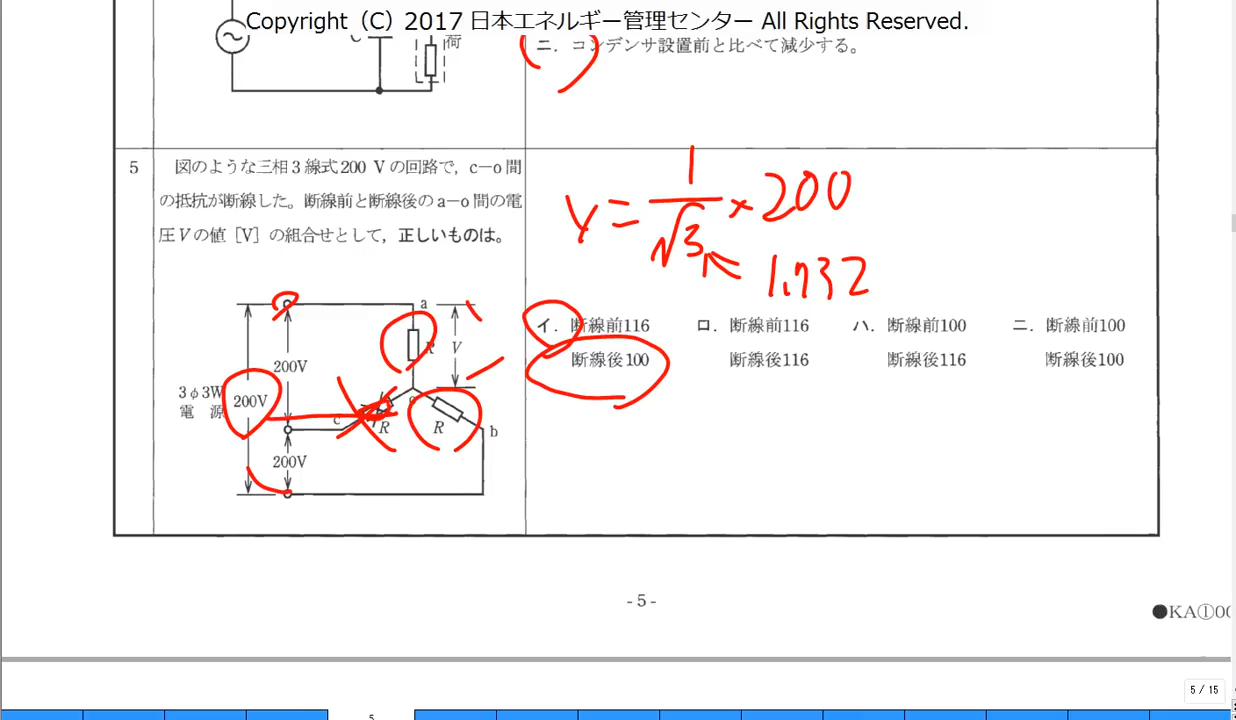 Copyright（C）2017 日本エネルギー管理センター All Rights Reserved.
C
荷
ニ．コンデンサ設置前と比べて減少する。
5
図のような三相3線式200 Vの回路で，c－o間
の抵抗が断線した。断線前と断線後のa－o間の電
圧Vの値［V］の組合せとして，正しいものは。
V = 1/√3 × 200
1.732
a
R
V
200V
3φ3W
電 源
200V
o
c
R
R
b
200V
イ．断線前116
断線後100
ロ．断線前116
断線後116
ハ．断線前100
断線後116
ニ．断線前100
断線後100
- 5 -
●KA①00
5 / 15
5